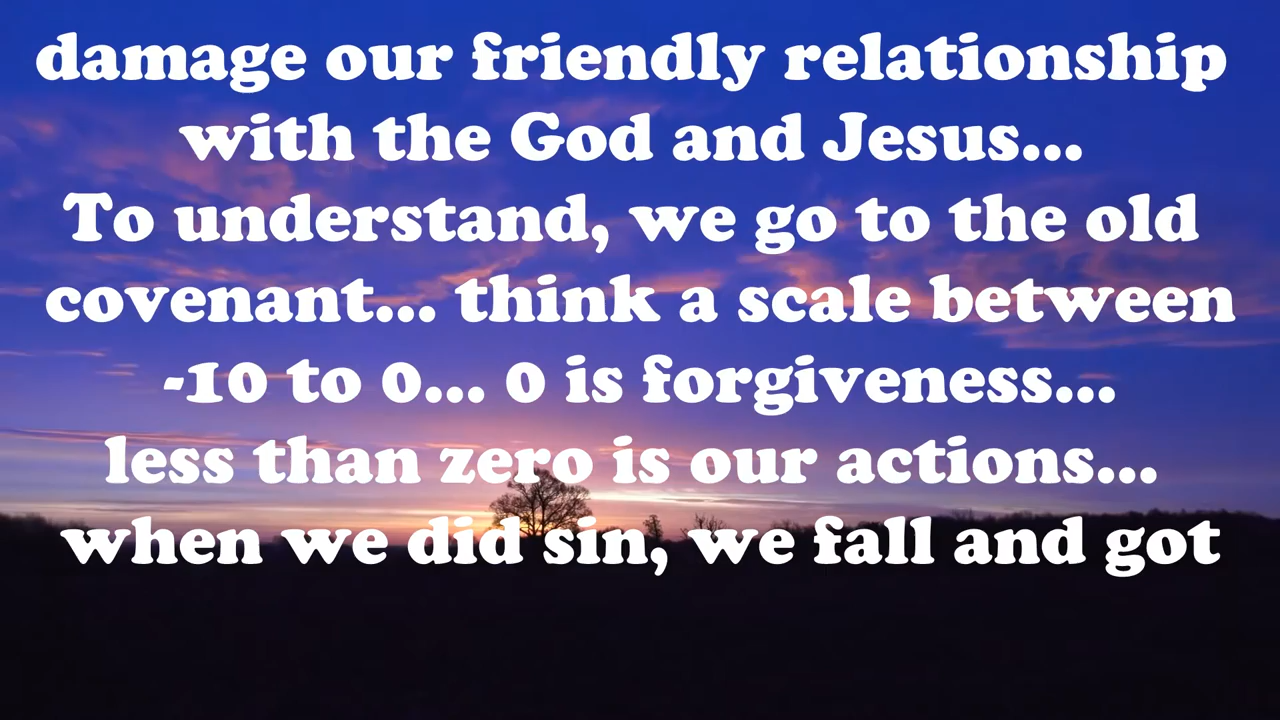 damage our friendly relationship
with the God and Jesus...
To understand, we go to the old
covenant... think a scale between
-10 to 0... 0 is forgiveness...
less than zero is our actions...
when we did sin, we fall and got